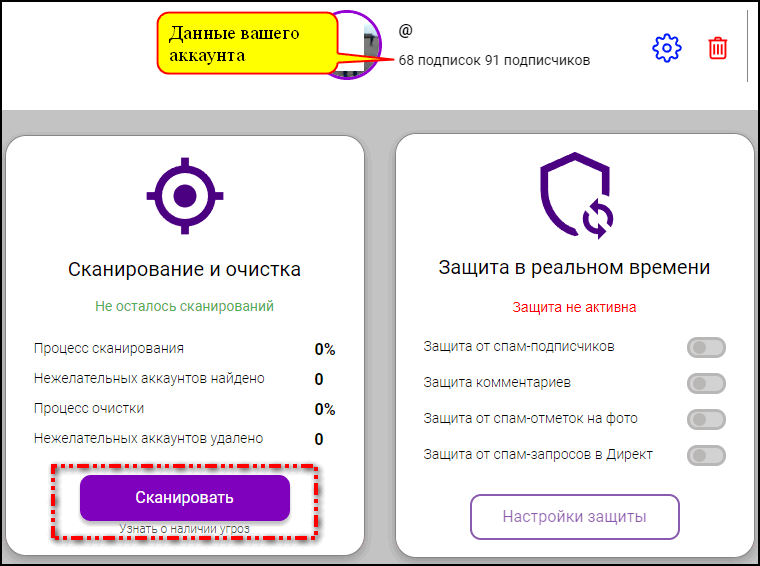 Данные вашего
аккаунта
@
68 подписок 91 подписчиков
Сканирование и очистка
Не осталось сканирований
Процесс сканирования 0%
Нежелательных аккаунтов найдено 0
Процесс очистки 0%
Нежелательных аккаунтов удалено 0
Сканировать
Узнать о наличии угроз
Защита в реальном времени
Защита не активна
Защита от спам-подписчиков
Защита комментариев
Защита от спам-отметок на фото
Защита от спам-запросов в Директ
Настройки защиты